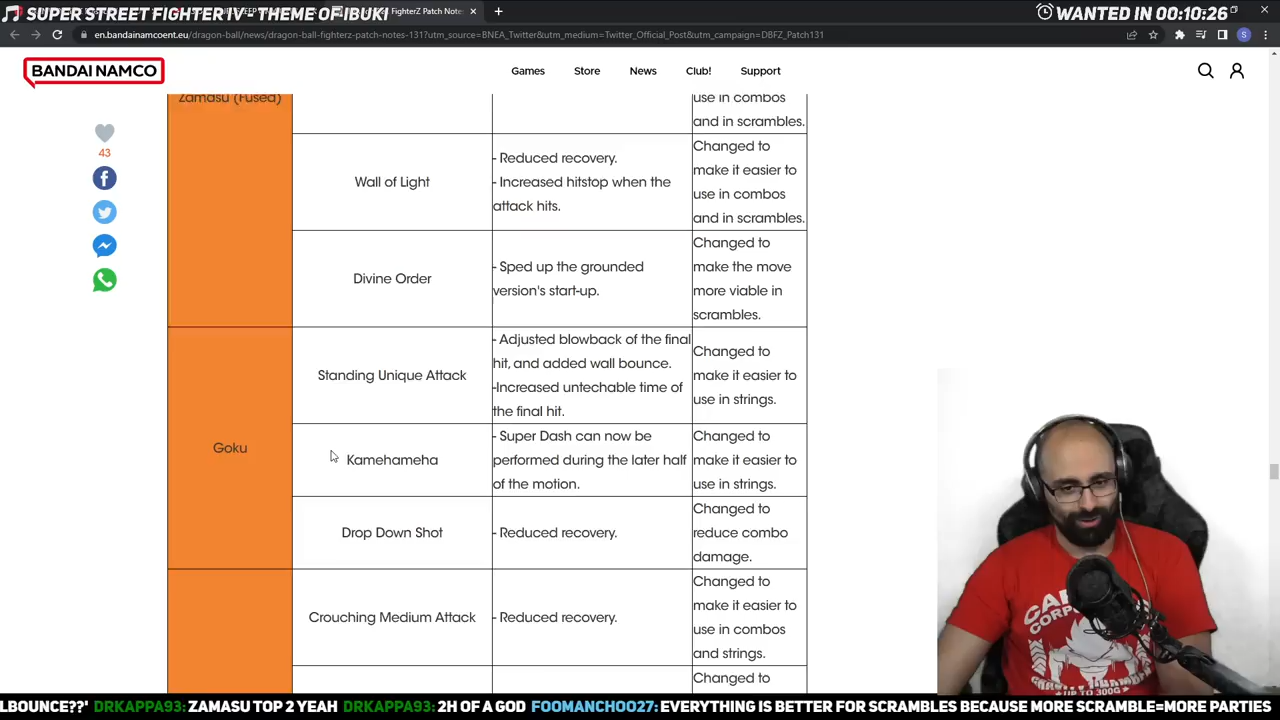 SUPER STREET FIGHTER IV - THEME OF IBUKI
FighterZ Patch Note
WANTED IN 00:10:26
en.bandainamcoent.eu/dragon-ball/news/dragon-ball-fighterz-patch-notes-131?utm_source=BNEA_Twitter&utm_medium=Twitter_Official_Post&utm_campaign=DBFZ_Patch131
S
BANDAI NAMCO
Games
Store
News
Club!
Support
43
Zamasu (Fused)
use in combos
and in scrambles.
Wall of Light
- Reduced recovery.
- Increased hitstop when the
attack hits.
Changed to
make it easier to
use in combos
and in scrambles.
Divine Order
- Sped up the grounded
version's start-up.
Changed to
make the move
more viable in
scrambles.
Goku
Standing Unique Attack
- Adjusted blowback of the final
hit, and added wall bounce.
-Increased untechable time of
the final hit.
Changed to
make it easier to
use in strings.
Kamehameha
- Super Dash can now be
performed during the later half
of the motion.
Changed to
make it easier to
use in strings.
Drop Down Shot
- Reduced recovery.
Changed to
reduce combo
damage.
Crouching Medium Attack
- Reduced recovery.
Changed to
make it easier to
use in combos
and strings.
Changed to
UP TO 300G
LBOUNCE??" DRKAPPA93: ZAMASU TOP 2 YEAH DRKAPPA93: 2H OF A GOD FOOMANCHOO27: EVERYTHING IS BETTER FOR SCRAMBLES BECAUSE MORE SCRAMBLE=MORE PARTIES